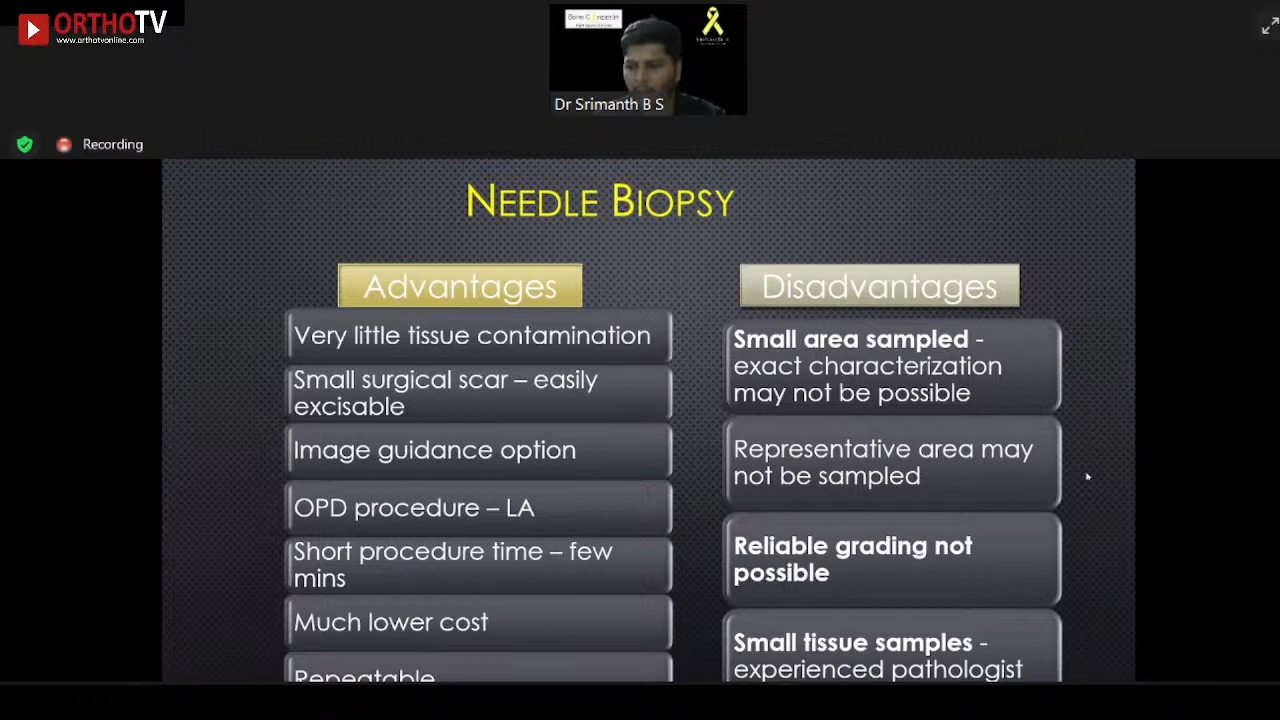 ORTHOTV
www.orthotvonline.com
Dr Srimanth B S
Recording
NEEDLE BIOPSY
Advantages
Very little tissue contamination
Small surgical scar – easily
excisable
Image guidance option
OPD procedure – LA
Short procedure time – few
mins
Much lower cost
Repeatable
Disadvantages
Small area sampled -
exact characterization
may not be possible
Representative area may
not be sampled
Reliable grading not
possible
Small tissue samples -
experienced pathologist